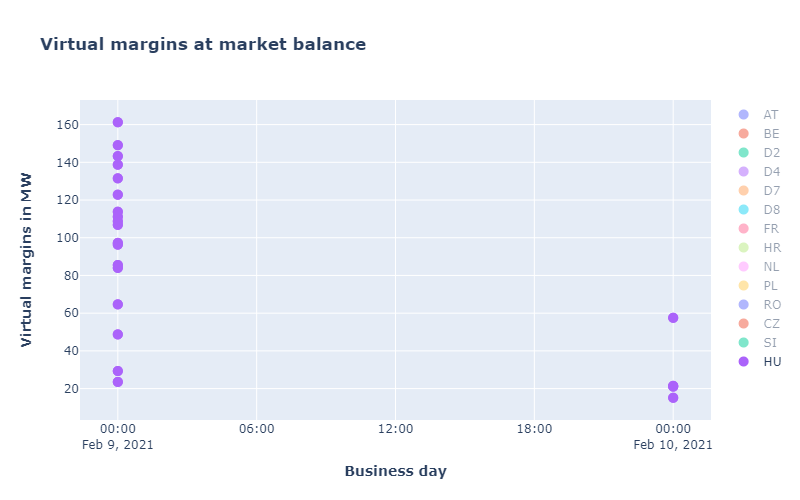 Virtual margins at market balance
Virtual margins in MW
160
140
120
100
80
60
40
20
00:00
Feb 9, 2021
06:00
12:00
18:00
00:00
Feb 10, 2021
Business day
AT
BE
D2
D4
D7
D8
FR
HR
NL
PL
RO
CZ
SI
HU